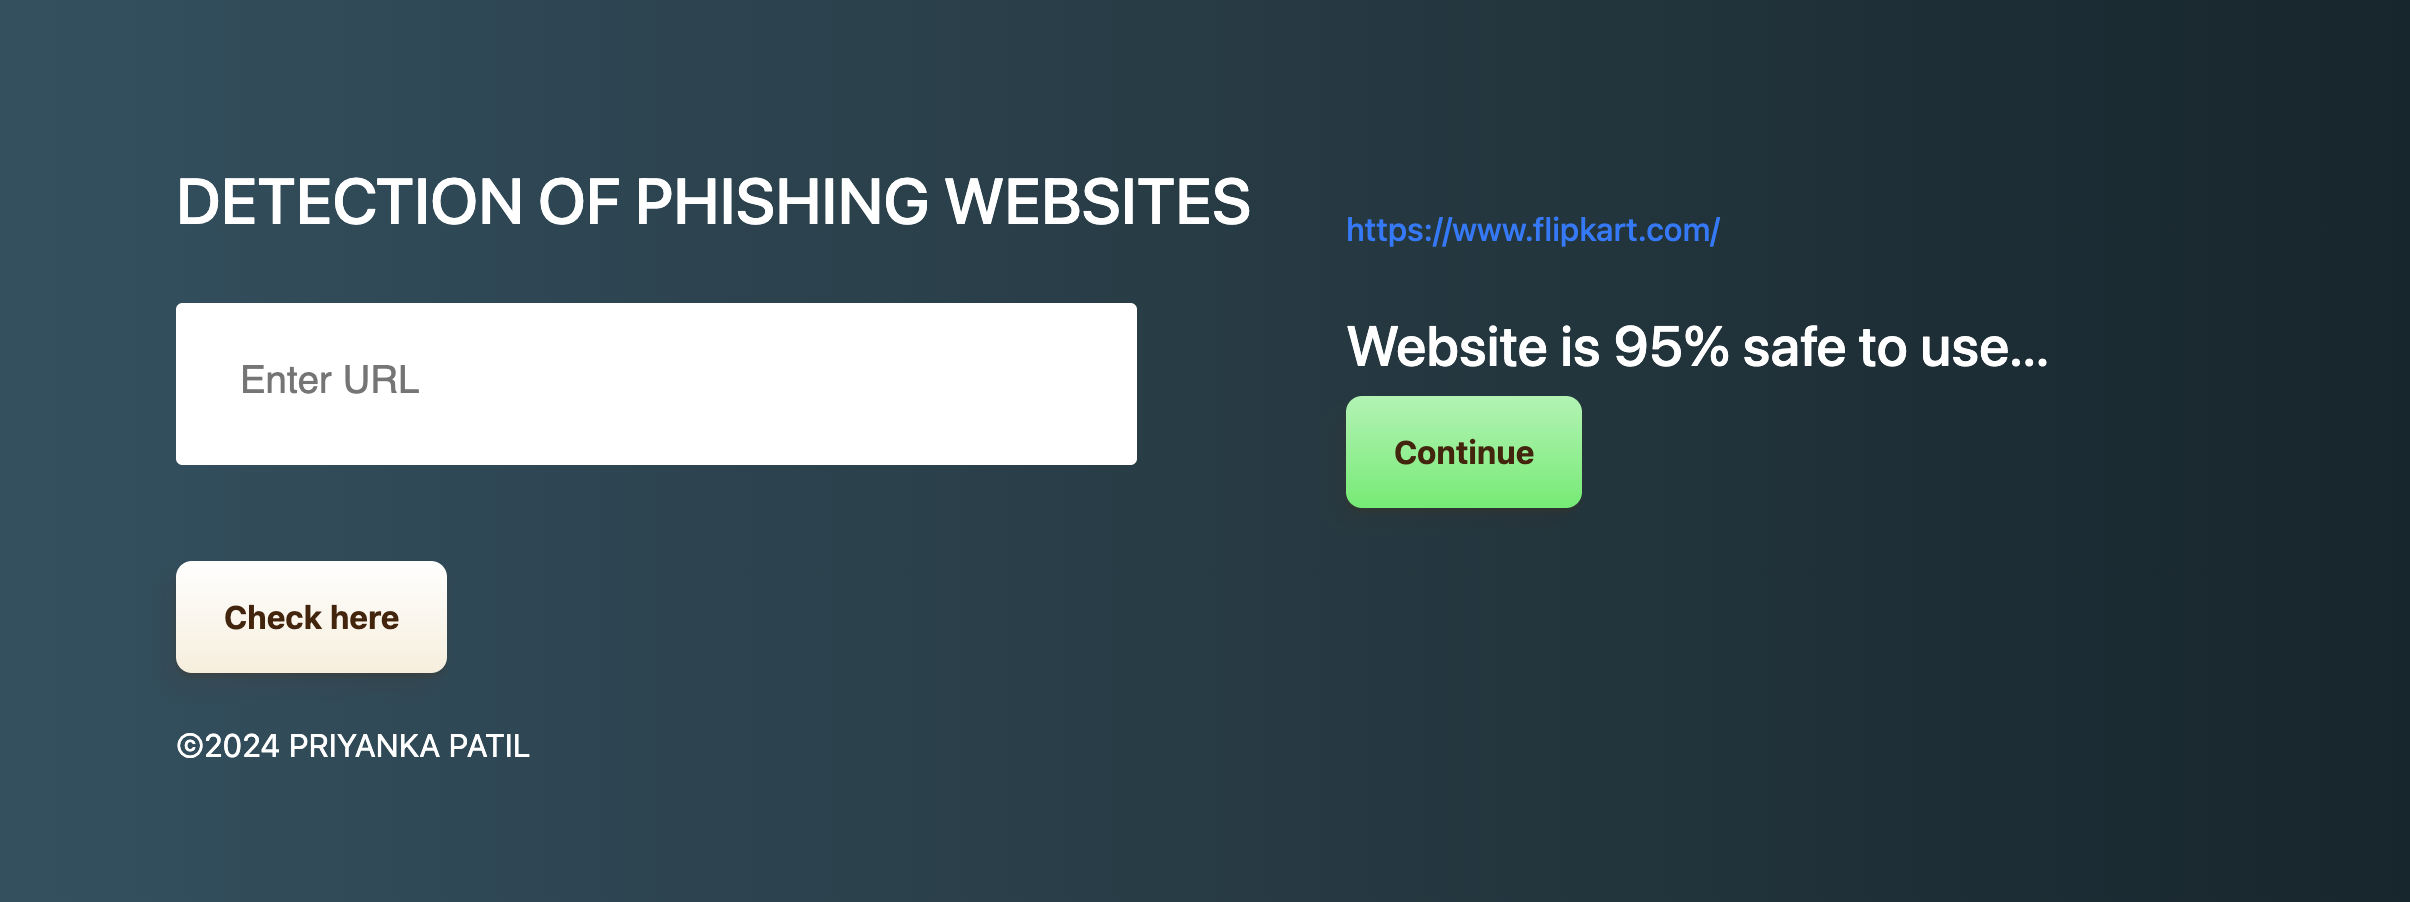 DETECTION OF PHISHING WEBSITES
Enter URL
Check here
©2024 PRIYANKA PATIL
https://www.flipkart.com/
Website is 95% safe to use...
Continue